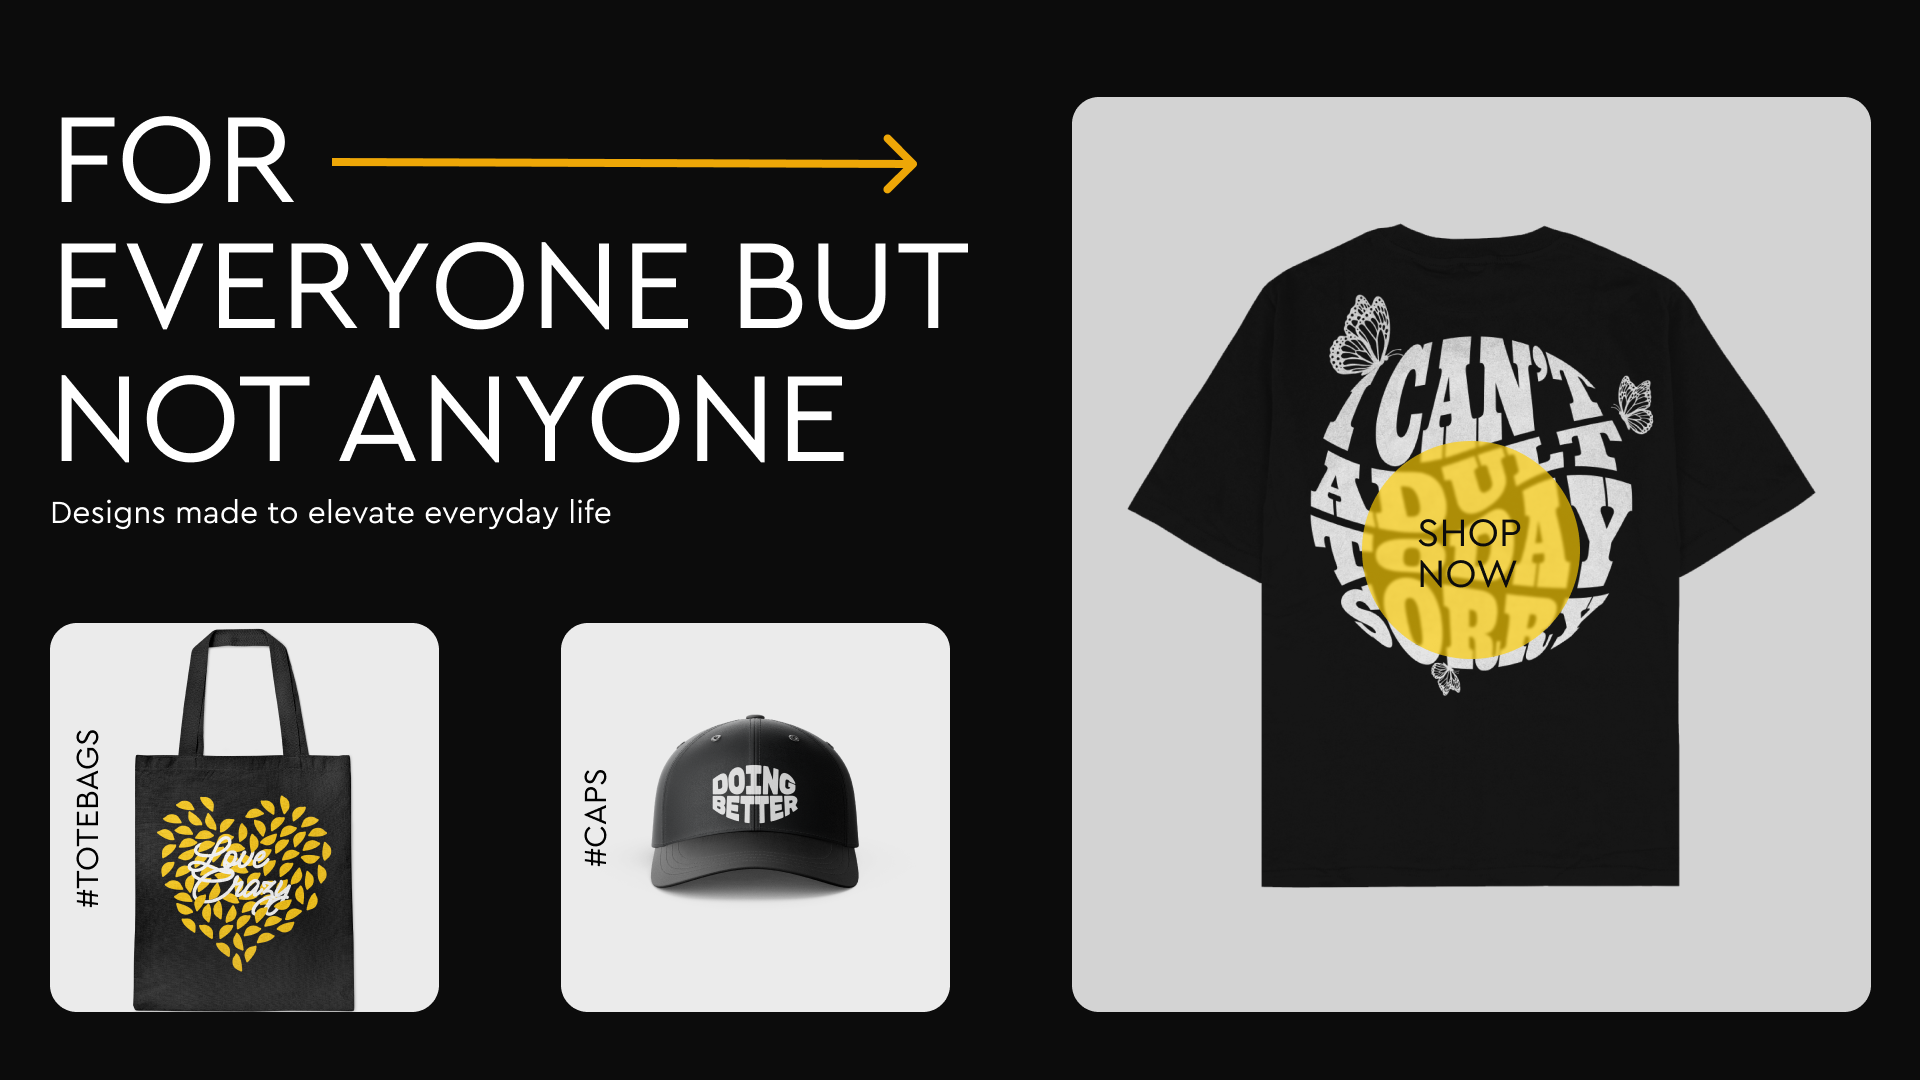 FOR
EVERYONE BUT
NOT ANYONE
Designs made to elevate everyday life
#TOTEBAGS
Love
Crazy
#CAPS
DOING
BETTER
I CAN'T
ADULT
TODAY
SORRY
SHOP
NOW